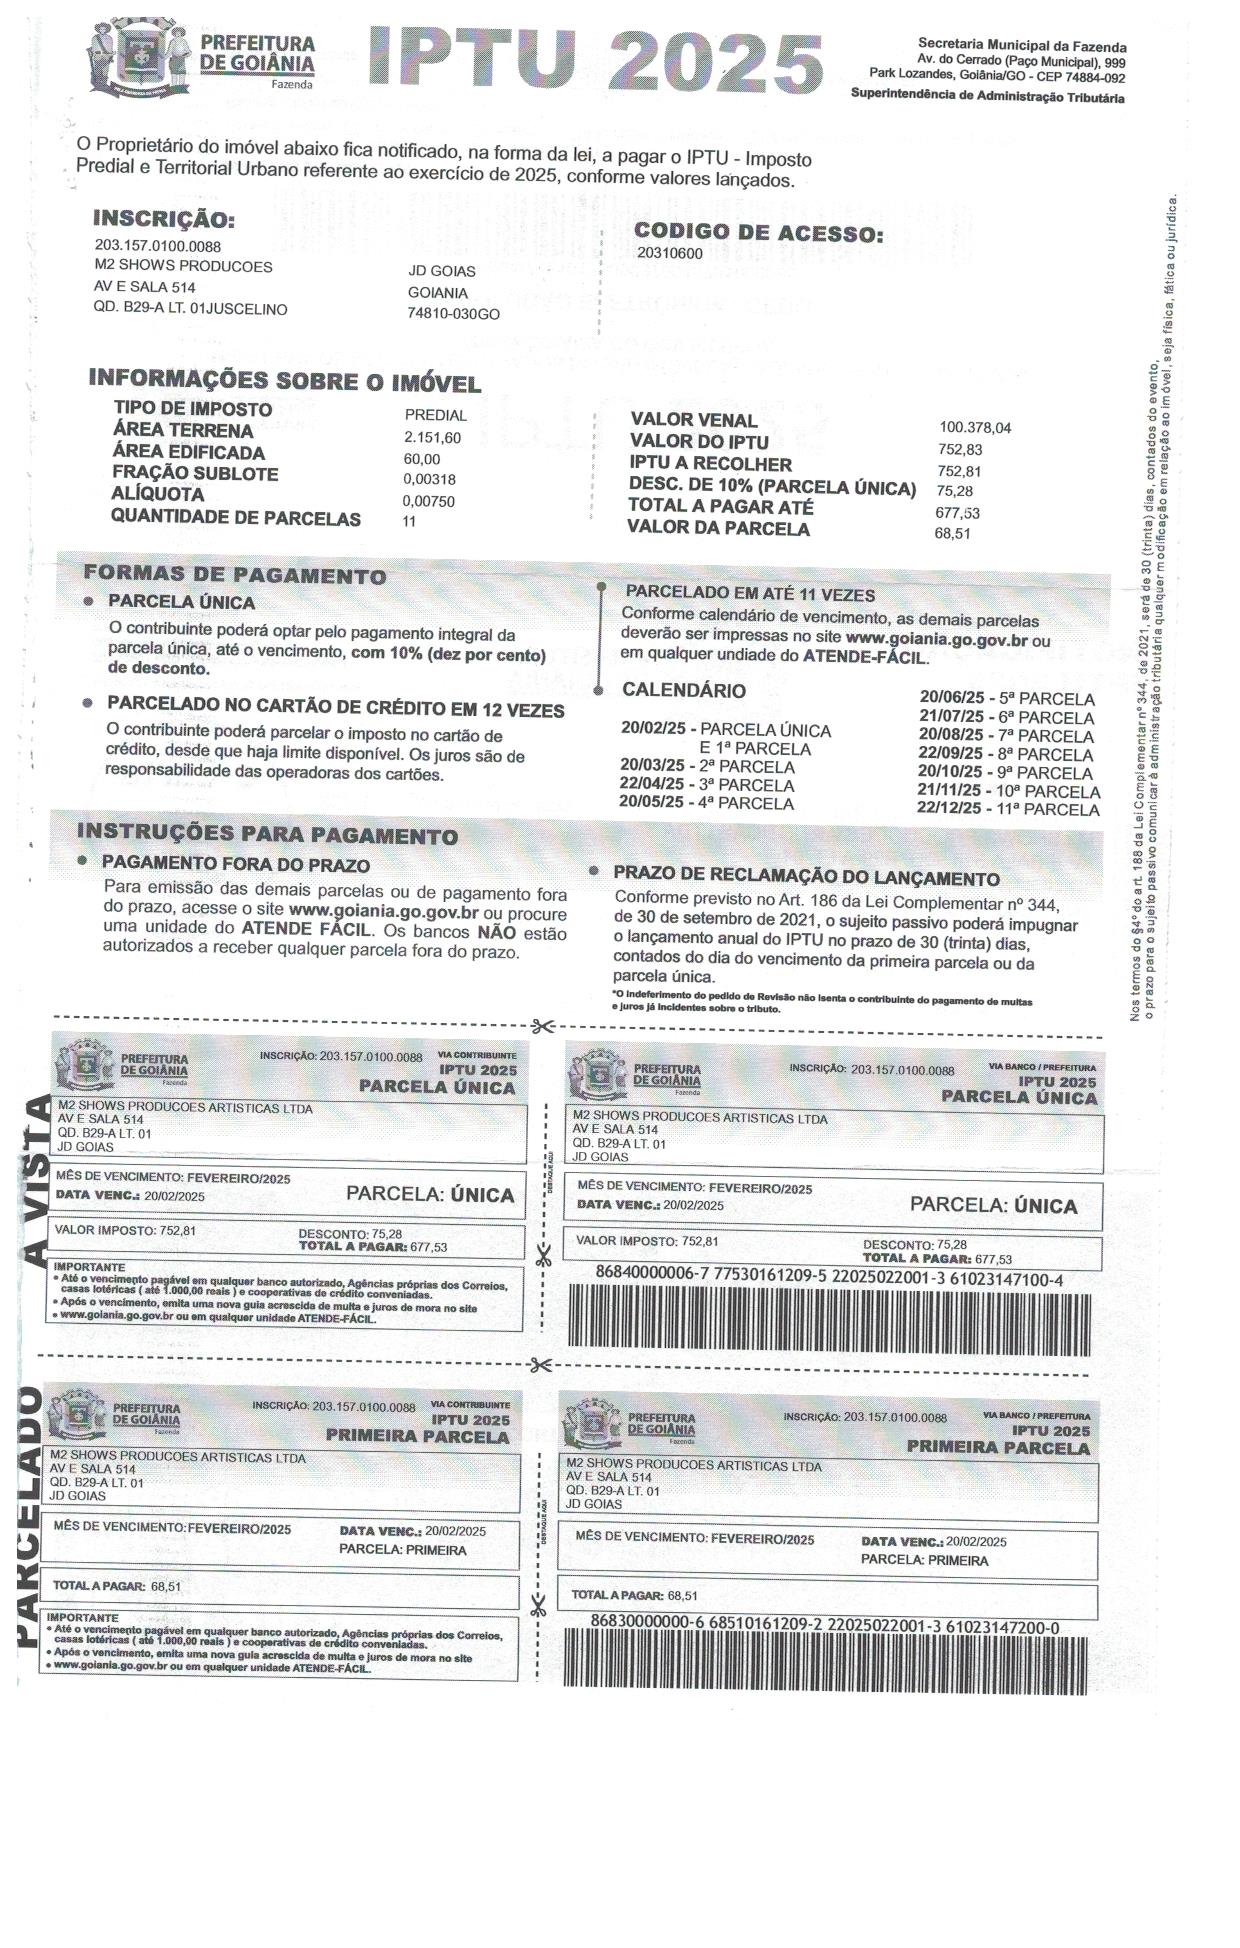 PREFEITURA
DE GOIÂNIA
Fazenda
IPTU 2025
Secretaria Municipal da Fazenda
Av. do Cerrado (Paço Municipal), 999
Park Lozandes, Goiânia/GO - CEP 74884-092
Superintendência de Administração Tributária
O Proprietário do imóvel abaixo fica notificado, na forma da lei, a pagar o IPTU - Imposto
Predial e Territorial Urbano referente ao exercício de 2025, conforme valores lançados.
INSCRIÇÃO:
203.157.0100.0088
M2 SHOWS PRODUCOES
AV E SALA 514
QD. B29-A LT. 01JUSCELINO
JD GOIAS
GOIANIA
74810-030GO
CODIGO DE ACESSO:
20310600
INFORMAÇÕES SOBRE O IMÓVEL
TIPO DE IMPOSTO PREDIAL
ÁREA TERRENA 2.151,60
ÁREA EDIFICADA 60,00
FRAÇÃO SUBLOTE 0,00318
ALÍQUOTA 0,00750
QUANTIDADE DE PARCELAS 11
VALOR VENAL 100.378,04
VALOR DO IPTU 752,83
IPTU A RECOLHER 752,81
DESC. DE 10% (PARCELA ÚNICA) 75,28
TOTAL A PAGAR ATÉ 677,53
VALOR DA PARCELA 68,51
FORMAS DE PAGAMENTO
• PARCELA ÚNICA
O contribuinte poderá optar pelo pagamento integral da
parcela única, até o vencimento, com 10% (dez por cento)
de desconto.
• PARCELADO NO CARTÃO DE CRÉDITO EM 12 VEZES
O contribuinte poderá parcelar o imposto no cartão de
crédito, desde que haja limite disponível. Os juros são de
responsabilidade das operadoras dos cartões.
• PARCELADO EM ATÉ 11 VEZES
Conforme calendário de vencimento, as demais parcelas
deverão ser impressas no site www.goiania.go.gov.br ou
em qualquer undiade do ATENDE-FÁCIL.
• CALENDÁRIO
20/02/25 - PARCELA ÚNICA
E 1ª PARCELA
20/03/25 - 2ª PARCELA
22/04/25 - 3ª PARCELA
20/05/25 - 4ª PARCELA
20/06/25 - 5ª PARCELA
21/07/25 - 6ª PARCELA
20/08/25 - 7ª PARCELA
22/09/25 - 8ª PARCELA
20/10/25 - 9ª PARCELA
21/11/25 - 10ª PARCELA
22/12/25 - 11ª PARCELA
INSTRUÇÕES PARA PAGAMENTO
• PAGAMENTO FORA DO PRAZO
Para emissão das demais parcelas ou de pagamento fora
do prazo, acesse o site www.goiania.go.gov.br ou procure
uma unidade do ATENDE FÁCIL. Os bancos NÃO estão
autorizados a receber qualquer parcela fora do prazo.
• PRAZO DE RECLAMAÇÃO DO LANÇAMENTO
Conforme previsto no Art. 186 da Lei Complementar nº 344,
de 30 de setembro de 2021, o sujeito passivo poderá impugnar
o lançamento anual do IPTU no prazo de 30 (trinta) dias,
contados do dia do vencimento da primeira parcela ou da
parcela única.
*O indeferimento do pedido de Revisão não isenta o contribuinte do pagamento de multas
e juros já incidentes sobre o tributo.
Nos termos do §4º do art. 188 da Lei Complementar nº 344, de 2021, será de 30 (trinta) dias, contados do evento,
o prazo para o sujeito passivo comunicar à administração tributária qualquer modificação em relação ao imóvel, seja física, fática ou jurídica.
A VISTA
PREFEITURA
DE GOIÂNIA
Fazenda
INSCRIÇÃO: 203.157.0100.0088 VIA CONTRIBUINTE
IPTU 2025
PARCELA ÚNICA
M2 SHOWS PRODUCOES ARTISTICAS LTDA
AV E SALA 514
QD. B29-A LT. 01
JD GOIAS
MÊS DE VENCIMENTO: FEVEREIRO/2025
DATA VENC.: 20/02/2025 PARCELA: ÚNICA
VALOR IMPOSTO: 752,81 DESCONTO: 75,28
TOTAL A PAGAR: 677,53
IMPORTANTE
• Até o vencimento pagável em qualquer banco autorizado, Agências próprias dos Correios,
casas lotéricas ( até 1.000,00 reais ) e cooperativas de crédito conveniadas.
• Após o vencimento, emita uma nova guia acrescida de multa e juros de mora no site
• www.goiania.go.gov.br ou em qualquer unidade ATENDE-FÁCIL.
DESTAQUE AQUI
PREFEITURA
DE GOIÂNIA
Fazenda
INSCRIÇÃO: 203.157.0100.0088 VIA BANCO / PREFEITURA
IPTU 2025
PARCELA ÚNICA
M2 SHOWS PRODUCOES ARTISTICAS LTDA
AV E SALA 514
QD. B29-A LT. 01
JD GOIAS
MÊS DE VENCIMENTO: FEVEREIRO/2025
DATA VENC.: 20/02/2025 PARCELA: ÚNICA
VALOR IMPOSTO: 752,81 DESCONTO: 75,28
TOTAL A PAGAR: 677,53
86840000006-7 77530161209-5 22025022001-3 61023147100-4
PARCELADO
PREFEITURA
DE GOIÂNIA
Fazenda
INSCRIÇÃO: 203.157.0100.0088 VIA CONTRIBUINTE
IPTU 2025
PRIMEIRA PARCELA
M2 SHOWS PRODUCOES ARTISTICAS LTDA
AV E SALA 514
QD. B29-A LT. 01
JD GOIAS
MÊS DE VENCIMENTO: FEVEREIRO/2025 DATA VENC.: 20/02/2025
PARCELA: PRIMEIRA
TOTAL A PAGAR: 68,51
IMPORTANTE
• Até o vencimento pagável em qualquer banco autorizado, Agências próprias dos Correios,
casas lotéricas ( até 1.000,00 reais ) e cooperativas de crédito conveniadas.
• Após o vencimento, emita uma nova guia acrescida de multa e juros de mora no site
• www.goiania.go.gov.br ou em qualquer unidade ATENDE-FÁCIL.
DESTAQUE AQUI
PREFEITURA
DE GOIÂNIA
Fazenda
INSCRIÇÃO: 203.157.0100.0088 VIA BANCO / PREFEITURA
IPTU 2025
PRIMEIRA PARCELA
M2 SHOWS PRODUCOES ARTISTICAS LTDA
AV E SALA 514
QD. B29-A LT. 01
JD GOIAS
MÊS DE VENCIMENTO: FEVEREIRO/2025 DATA VENC.: 20/02/2025
PARCELA: PRIMEIRA
TOTAL A PAGAR: 68,51
86830000000-6 68510161209-2 22025022001-3 61023147200-0